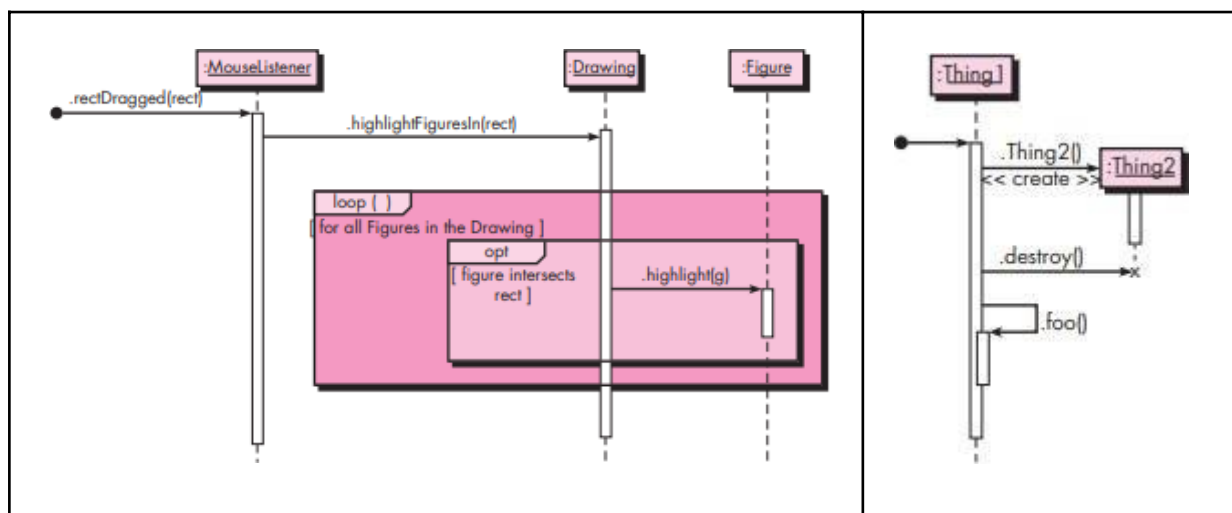 :MouseListener
:Drawing
:Figure
.rectDragged(rect)
.highlightFiguresIn(rect)
loop ( )
[ for all Figures in the Drawing ]
opt
[ figure intersects
rect ]
.highlight(g)
:Thing1
.Thing2()
<< create >>
:Thing2
.destroy()
x
.foo()